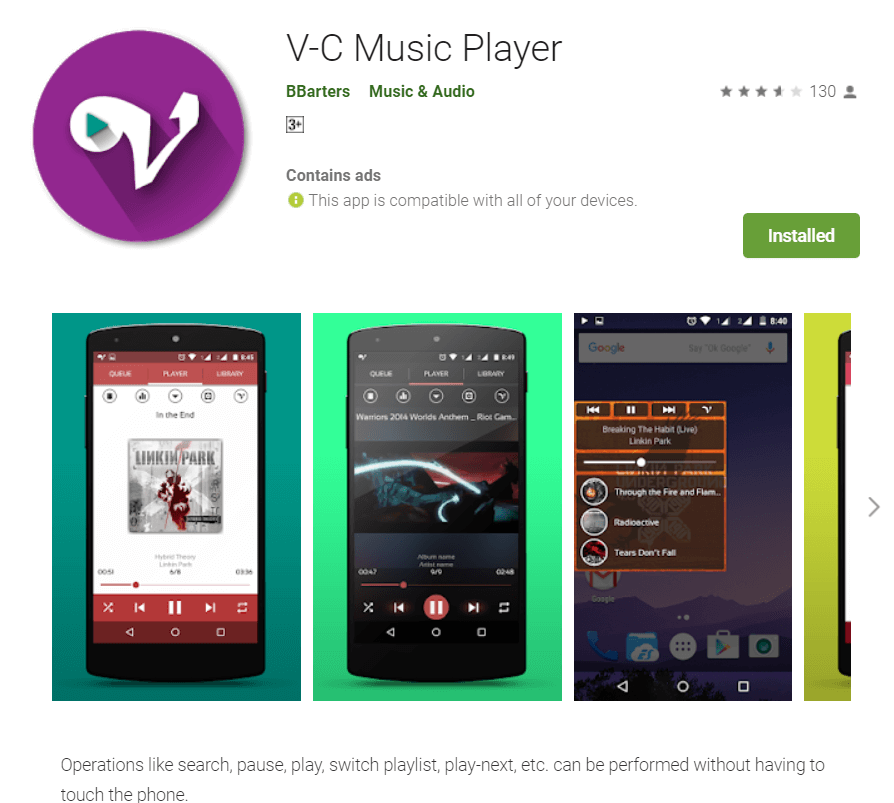 V-C Music Player
BBarters Music & Audio
130
3+
Contains ads
This app is compatible with all of your devices.
Installed
8:45
QUEUE PLAYER LIBRARY
In the End
LINKIN PARK
Hybrid Theory
Linkin Park
00:51 6/8 03:36
8:49
QUEUE PLAYER LIBRARY
Warriors 2014 Worlds Anthem _ Riot Gam...
Album name
Artist name
00:47 9/9 02:48
8:40
Google Say "Ok Google"
Breaking The Habit (Live)
Linkin Park
Through the Fire and Flam...
Radioactive
Tears Don't Fall
Google
Operations like search, pause, play, switch playlist, play-next, etc. can be performed without having to
touch the phone.